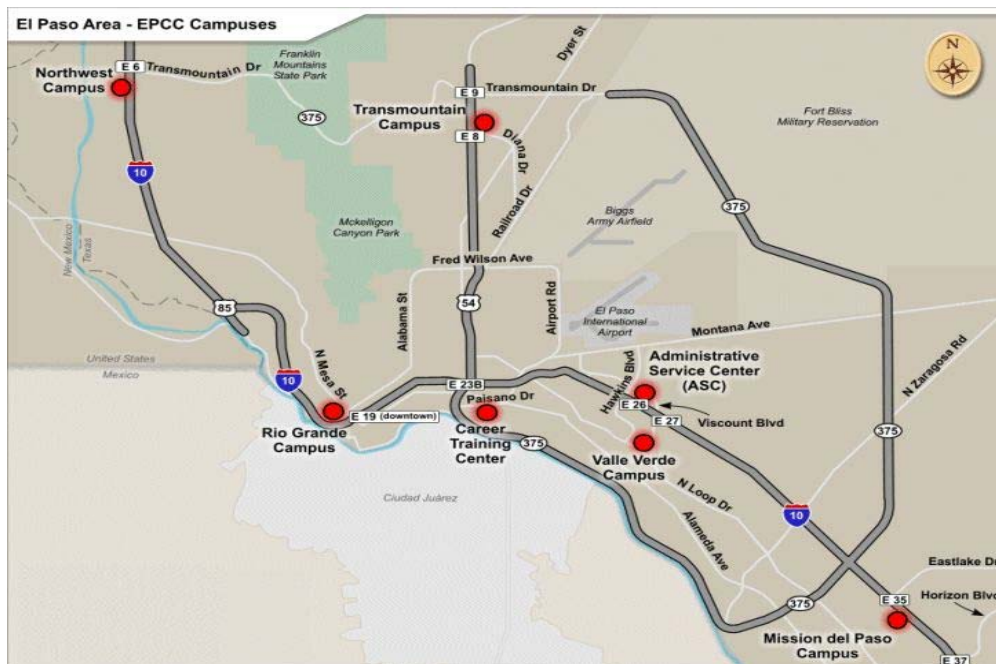 El Paso Area - EPCC Campuses
N
Northwest
Campus
E 6
Transmountain Dr
Franklin
Mountains
State Park
375
Dyer St
E 9
Transmountain Dr
Transmountain
Campus
E 8
Diana Dr
Railroad Dr
Fort Bliss
Military Reservation
10
375
Biggs
Army Airfield
Mckelligon
Canyon Park
New Mexico
Texas
Fred Wilson Ave
85
54
Alabama St
Airport Rd
El Paso
International
Airport
Montana Ave
N Zaragosa Rd
United States
Mexico
10
N Mesa St
E 23B
Paisano Dr
Hawkins Blvd
Administrative
Service Center
(ASC)
E 26
Viscount Blvd
E 27
E 19 (downtown)
Rio Grande
Campus
Career
Training
Center
375
375
Valle Verde
Campus
N Loop Dr
Alameda Ave
Ciudad Juárez
10
Eastlake Dr
Horizon Blvd
375
E 35
Mission del Paso
Campus
E 37